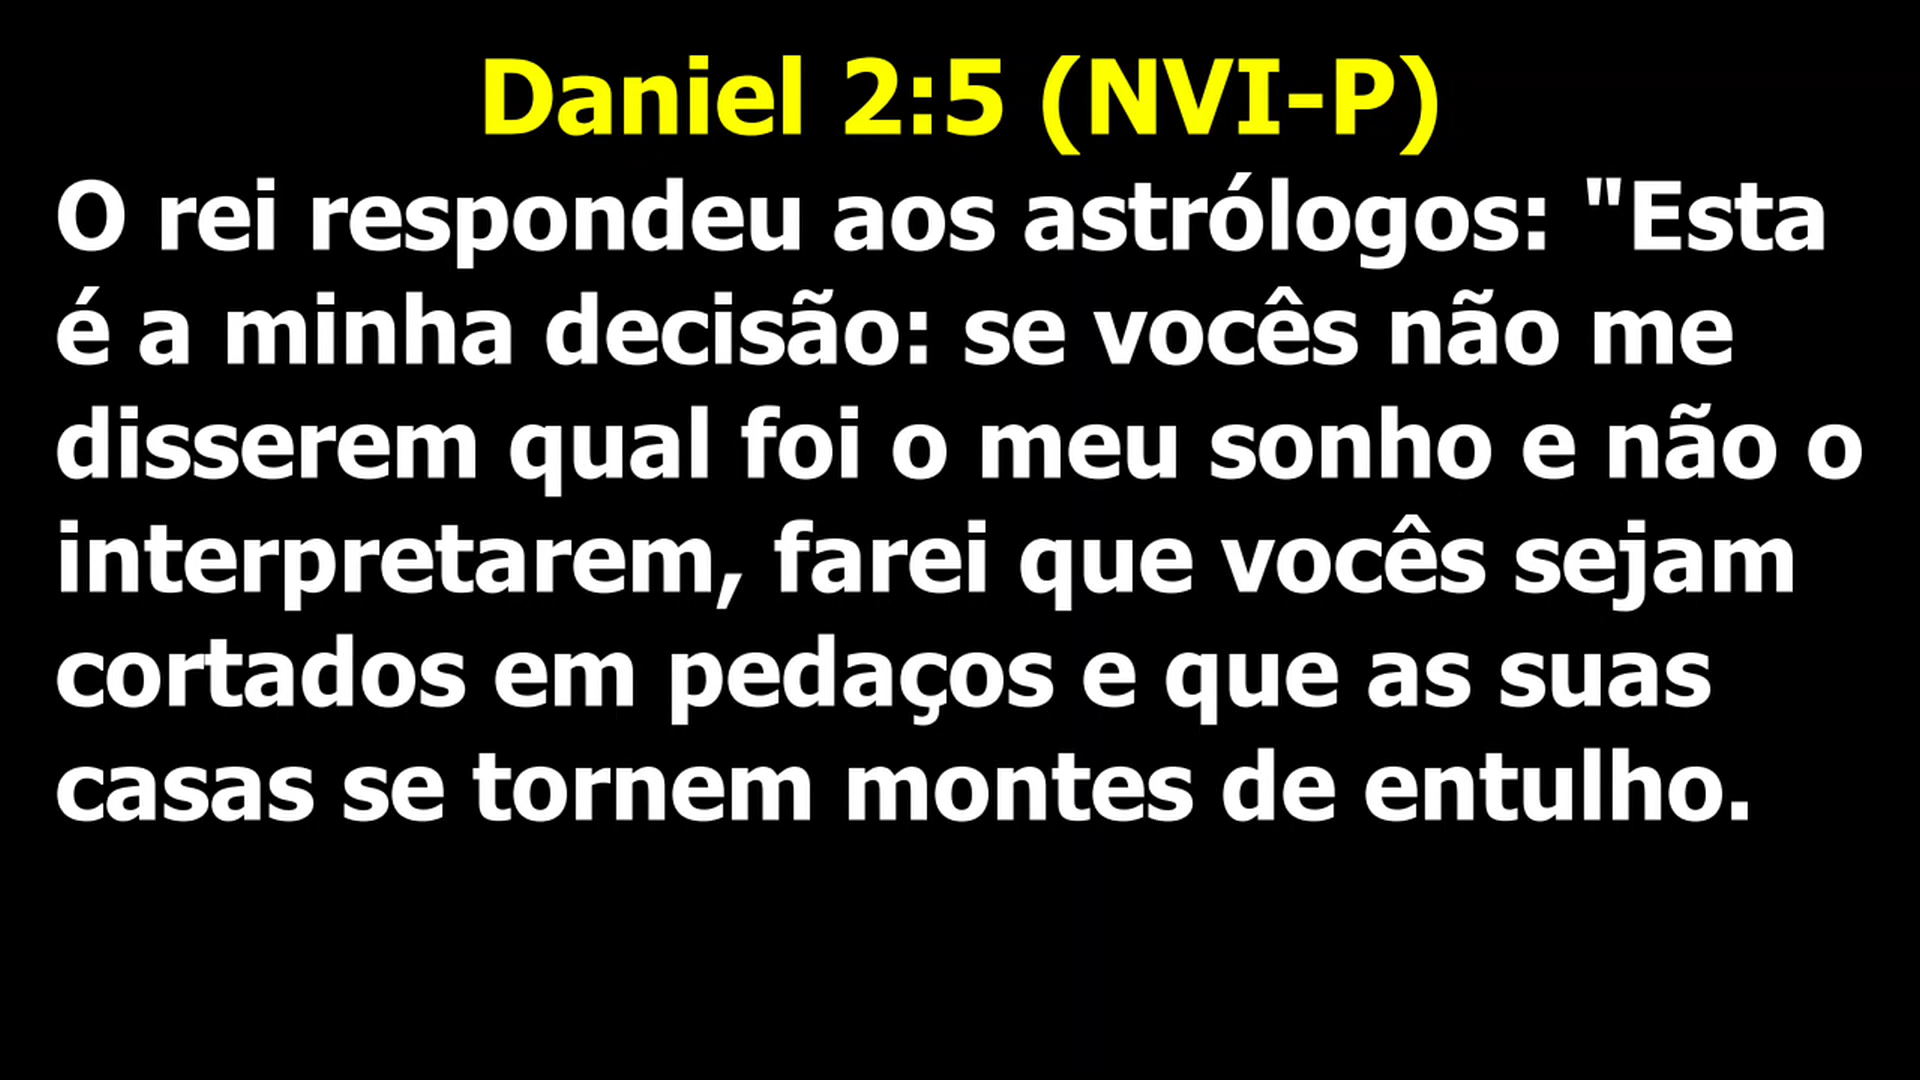 Daniel 2:5 (NVI-P)
O rei respondeu aos astrólogos: "Esta
é a minha decisão: se vocês não me
disserem qual foi o meu sonho e não o
interpretarem, farei que vocês sejam
cortados em pedaços e que as suas
casas se tornem montes de entulho.